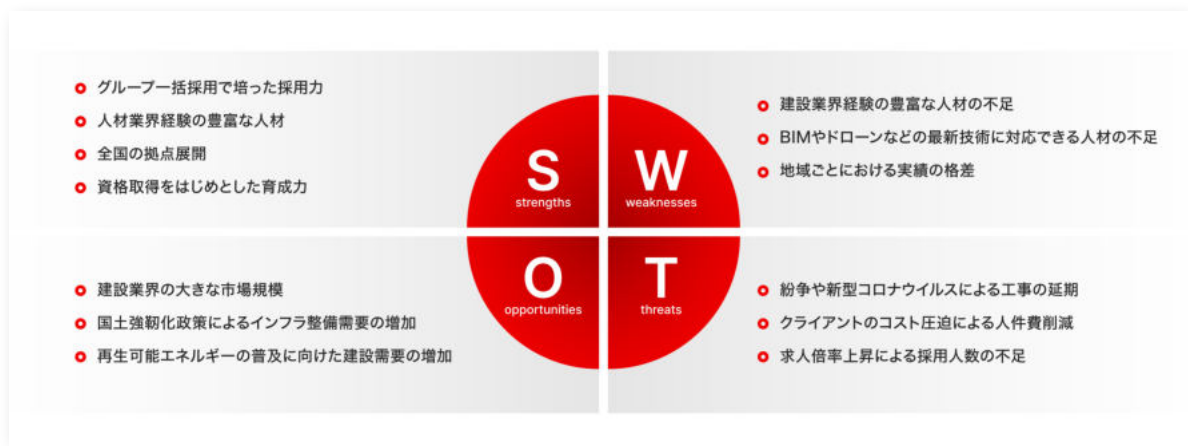 グループ一括採用で培った採用力
人材業界経験の豊富な人材
全国の拠点展開
資格取得をはじめとした育成力
S
strengths
W
weaknesses
建設業界経験の豊富な人材の不足
BIMやドローンなどの最新技術に対応できる人材の不足
地域ごとにおける実績の格差
建設業界の大きな市場規模
国土強靭化政策によるインフラ整備需要の増加
再生可能エネルギーの普及に向けた建設需要の増加
O
opportunities
T
threats
紛争や新型コロナウイルスによる工事の延期
クライアントのコスト圧迫による人件費削減
求人倍率上昇による採用人数の不足